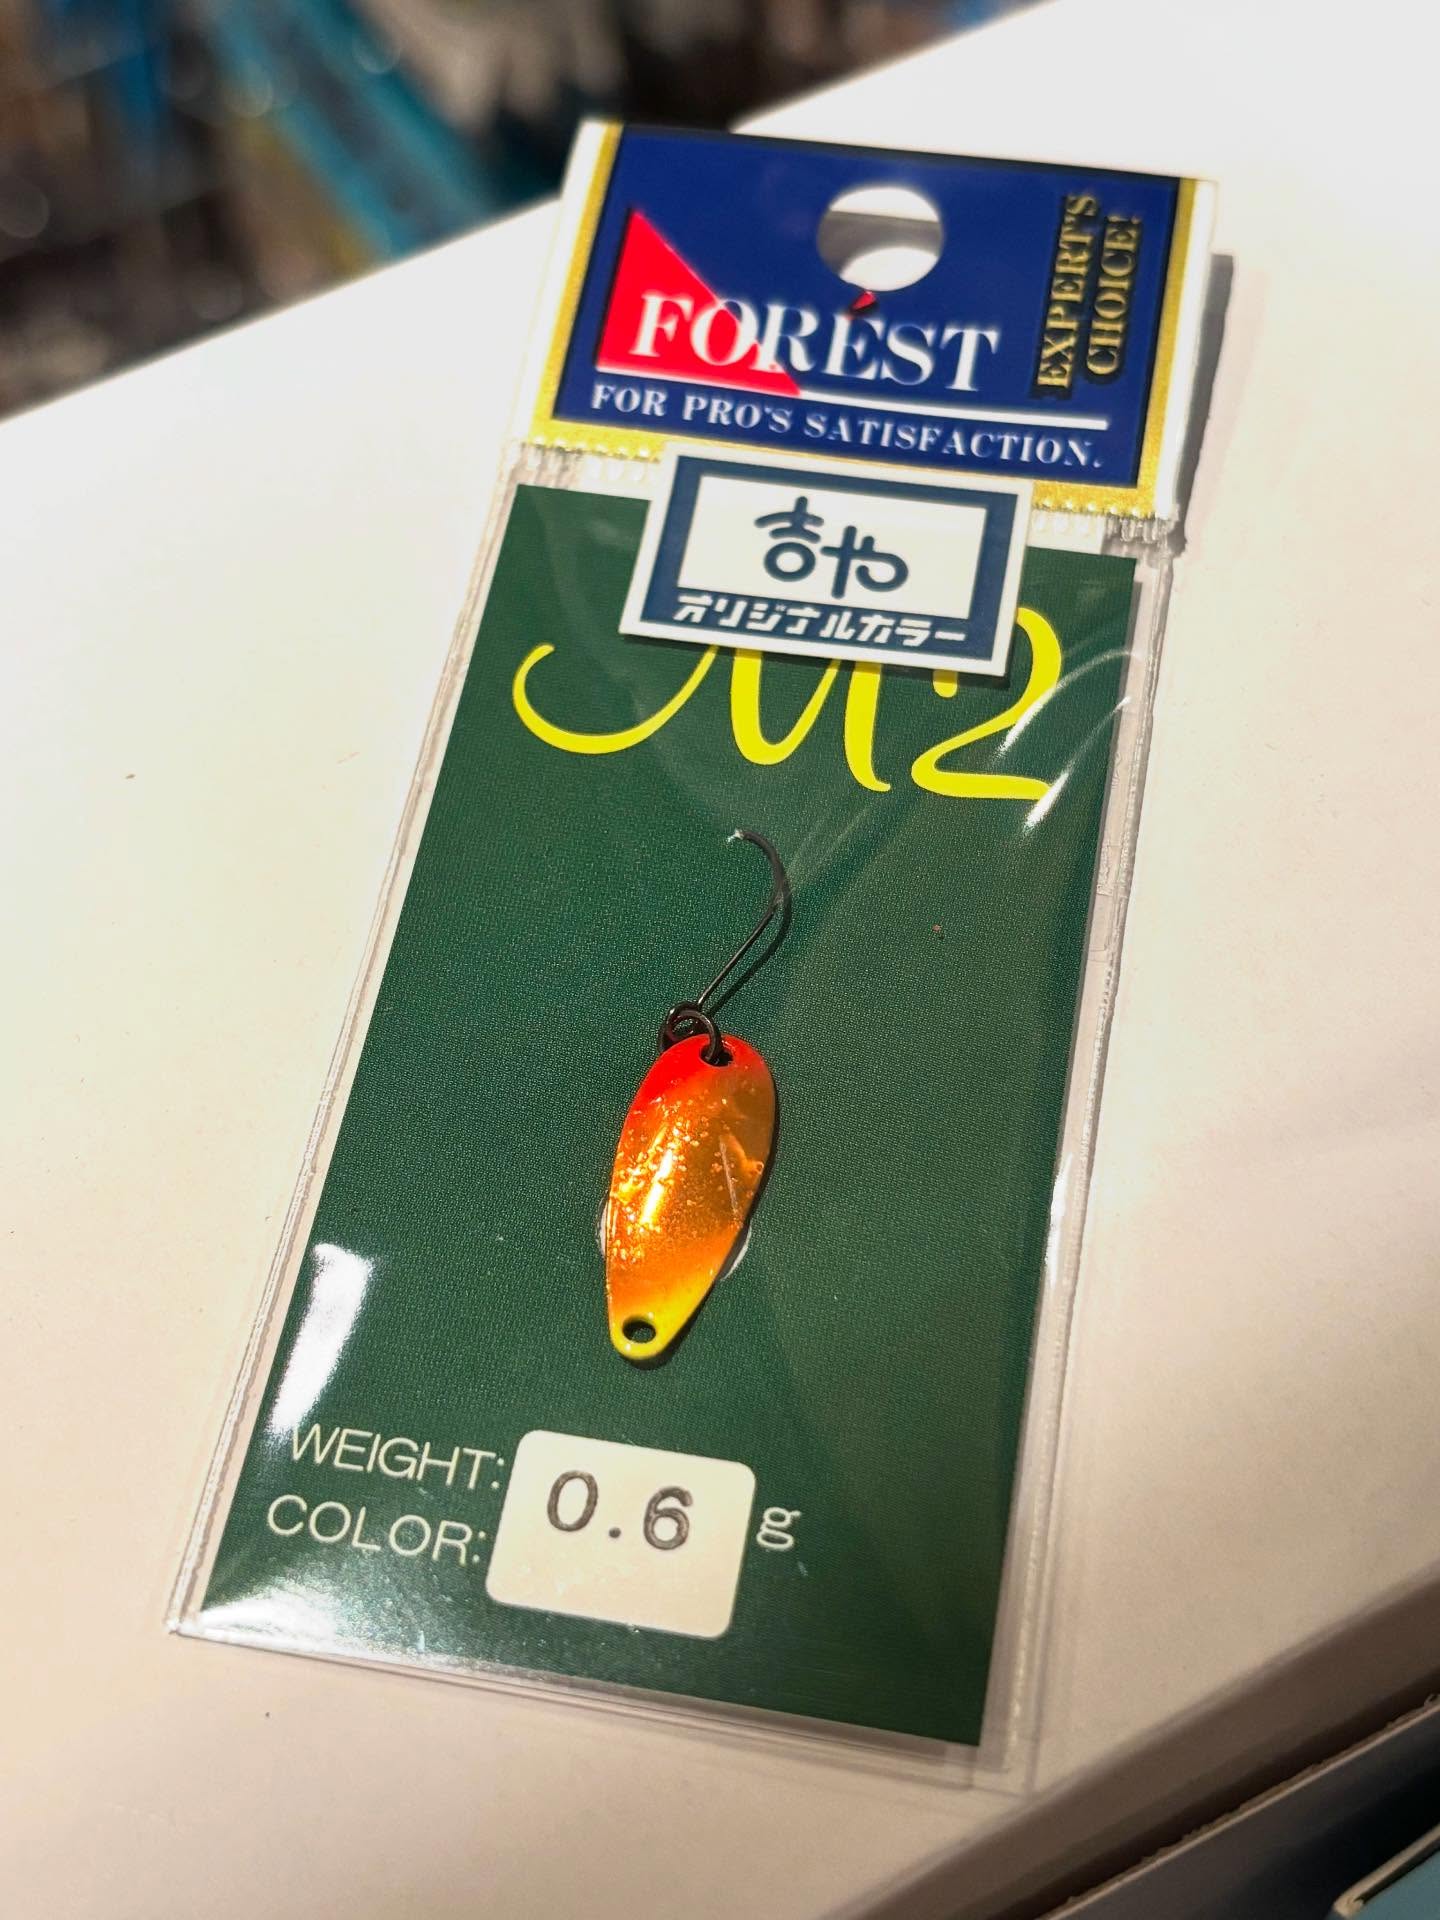 FOREST
FOR PRO'S SATISFACTION.
EXPERT'S
CHOICE!
吉や
オリジナルカラー
M2
WEIGHT: 0.6 g
COLOR: